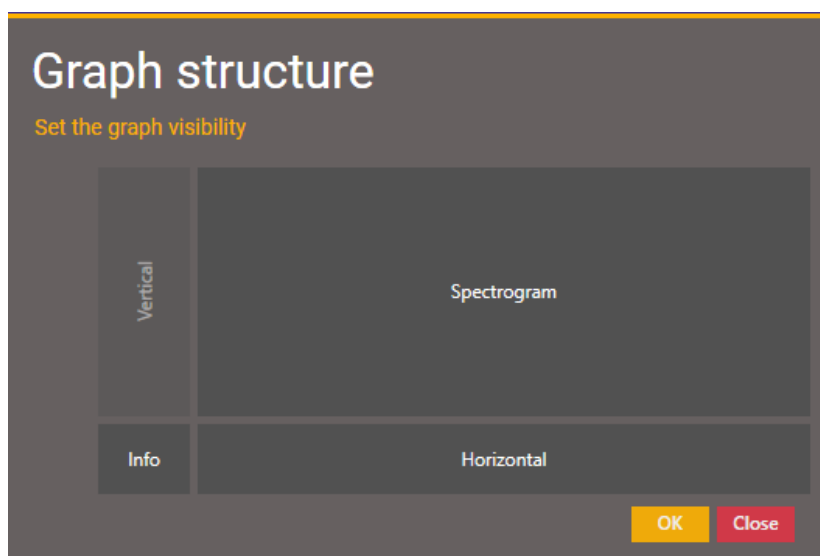 Graph structure
Set the graph visibility
Vertical
Spectrogram
Info
Horizontal
OK
Close